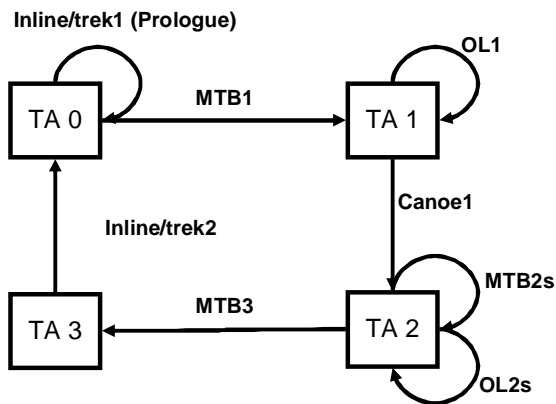 Inline/trek1 (Prologue)
OL1
MTB1
TA 0
TA 1
Canoe1
Inline/trek2
MTB2s
MTB3
TA 3
TA 2
OL2s